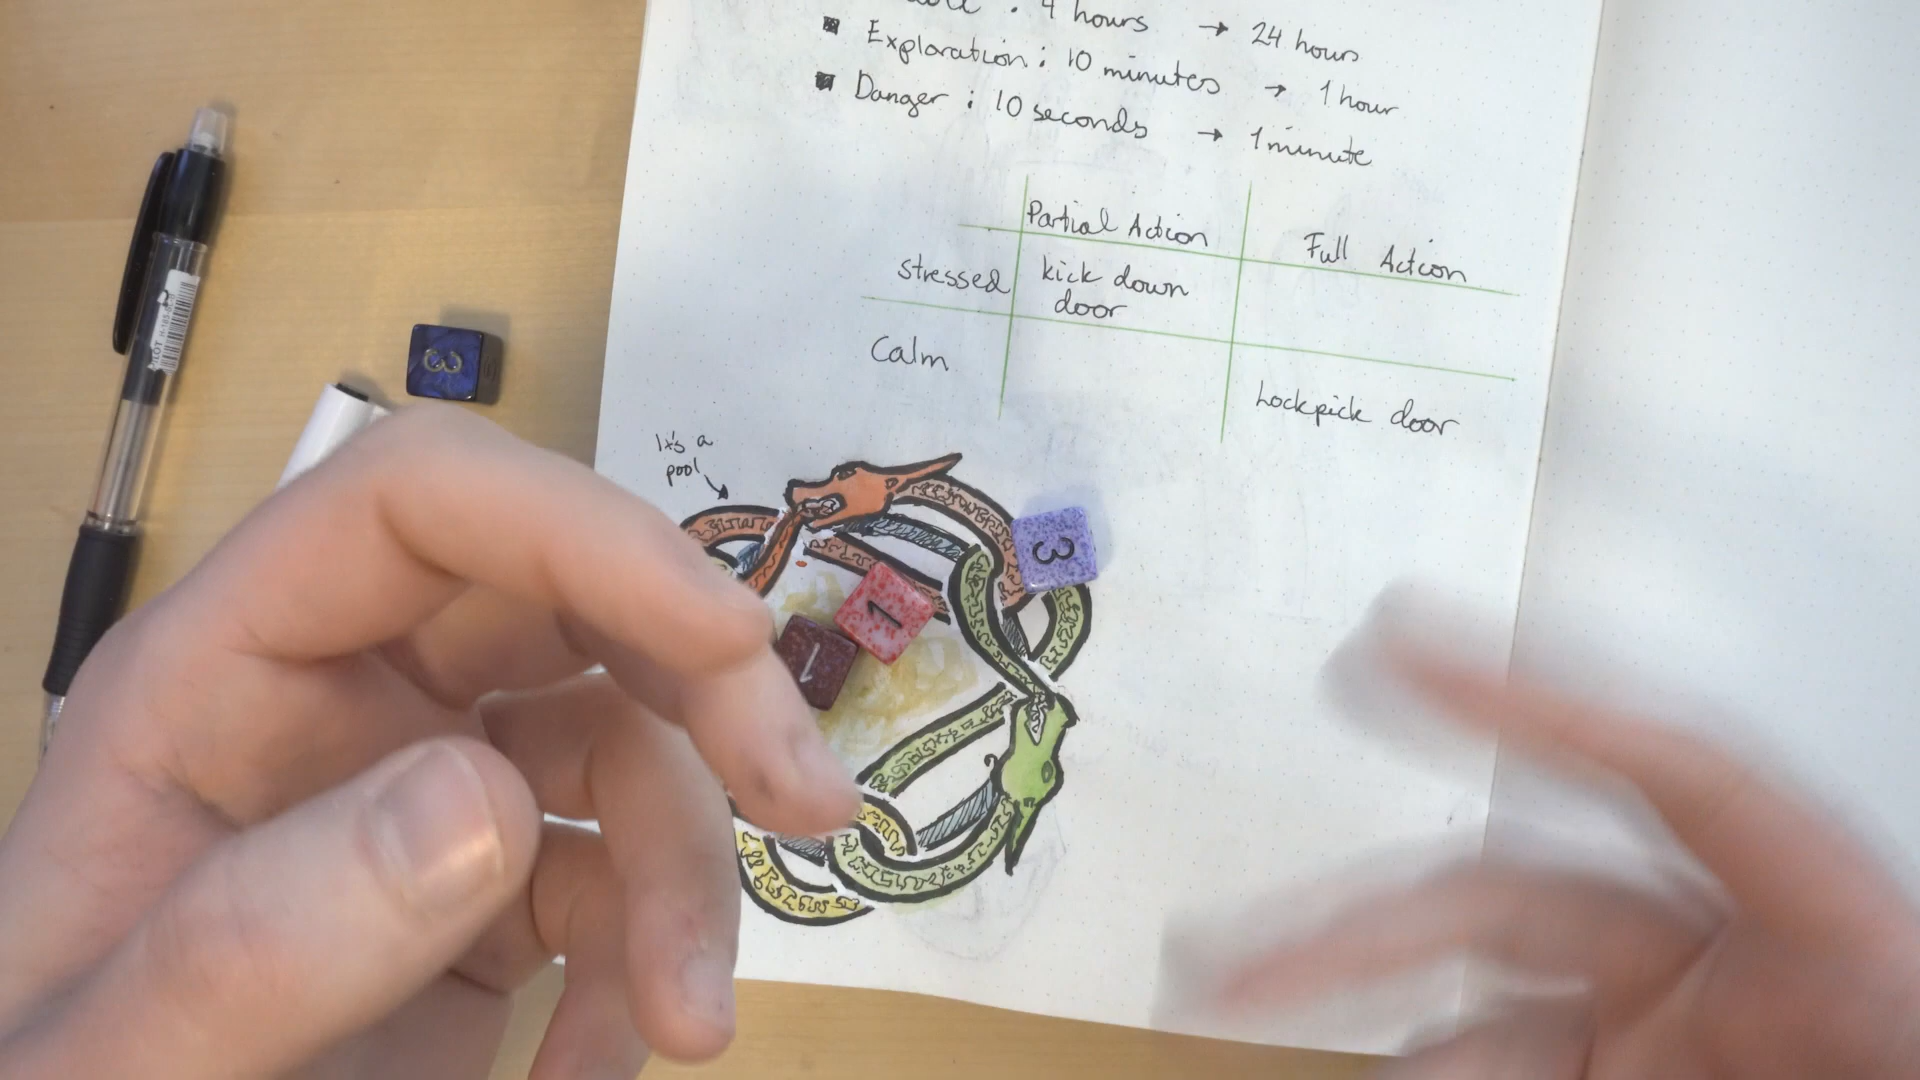 : 4 hours → 24 hours
Exploration : 10 minutes → 1 hour
Danger : 10 seconds → 1 minute
Partial Action Full Action
stressed kick down
door
Calm
Lockpick door
It's a
pool
3
3
1
1
PILOT